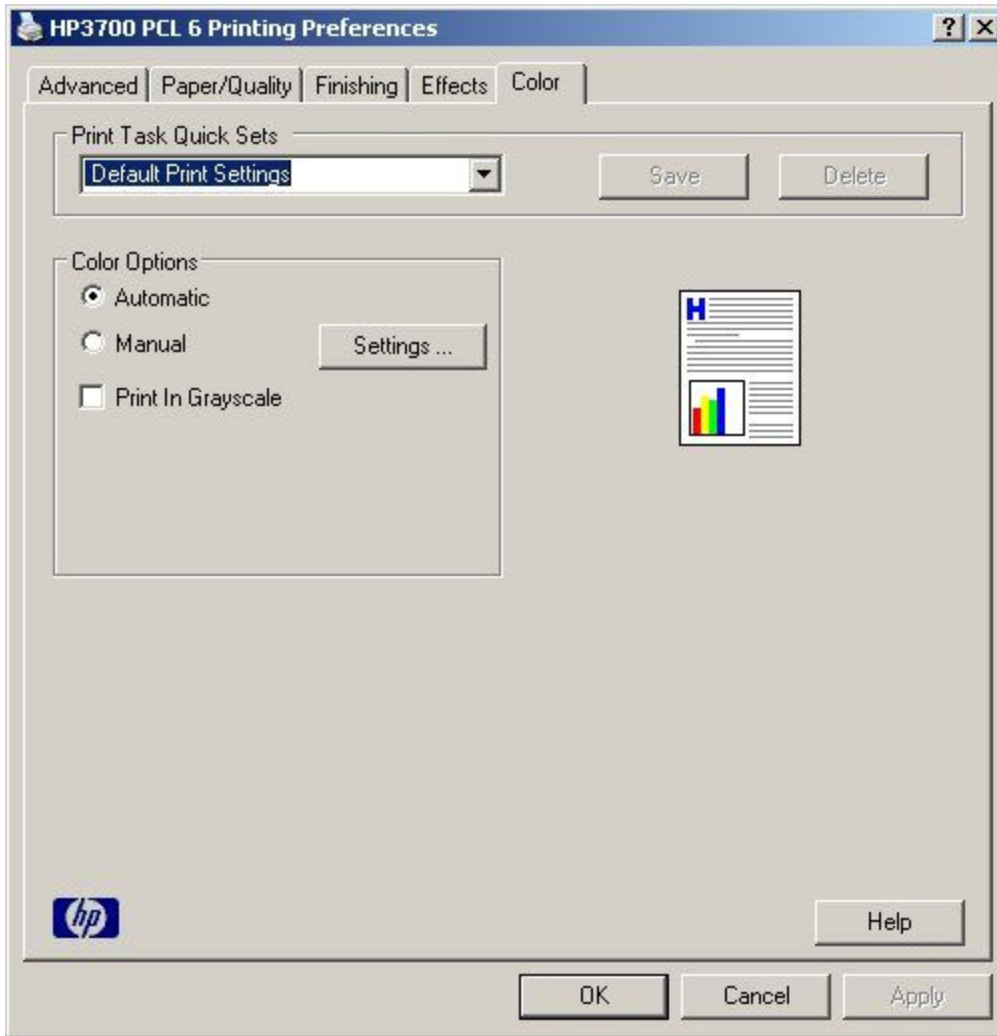 HP3700 PCL 6 Printing Preferences
Advanced Paper/Quality Finishing Effects Color
Print Task Quick Sets
Default Print Settings Save Delete
Color Options
Automatic
Manual Settings ...
Print In Grayscale
H
hp
Help
OK Cancel Apply